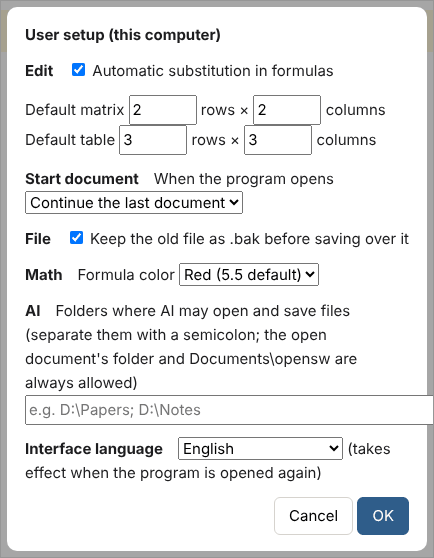 User setup (this computer)
Edit Automatic substitution in formulas
Default matrix 2 rows × 2 columns
Default table 3 rows × 3 columns
Start document When the program opens
Continue the last document
File Keep the old file as .bak before saving over it
Math Formula color Red (5.5 default)
AI Folders where AI may open and save files
(separate them with a semicolon; the open
document's folder and Documents\opensw are
always allowed)
e.g. D:\Papers; D:\Notes
Interface language English (takes
effect when the program is opened again)
Cancel OK